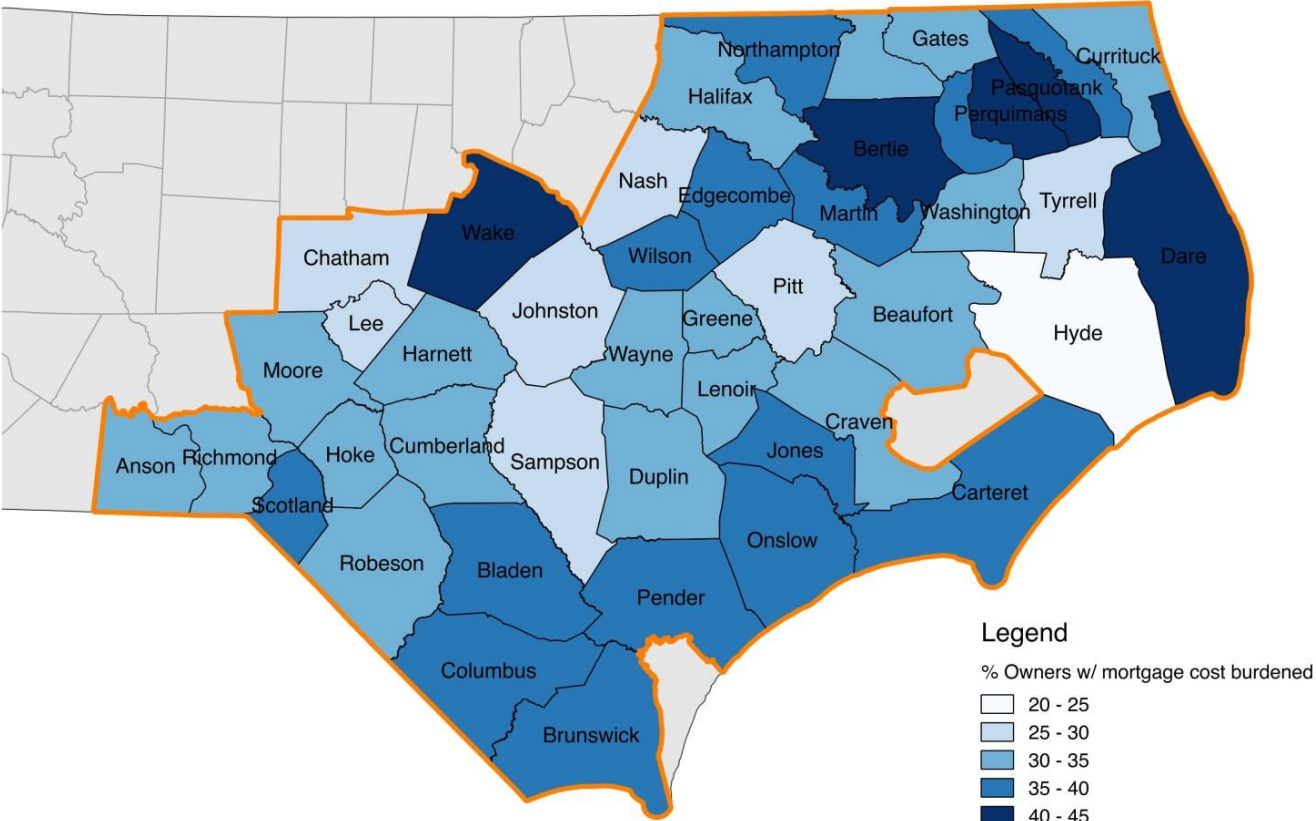 Northampton
Gates
Currituck
Halifax
Pasquotank
Perquimans
Bertie
Nash
Edgecombe
Martin
Washington
Tyrrell
Wake
Chatham
Wilson
Dare
Pitt
Johnston
Lee
Greene
Beaufort
Hyde
Harnett
Wayne
Moore
Lenoir
Craven
Cumberland
Hoke
Richmond
Anson
Sampson
Jones
Duplin
Scotland
Carteret
Onslow
Robeson
Bladen
Pender
Columbus
Brunswick
Legend
% Owners w/ mortgage cost burdened
20 - 25
25 - 30
30 - 35
35 - 40
40 - 45